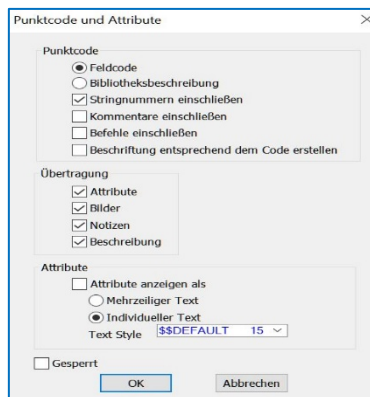 Punktcode und Attribute
Punktcode
Feldcode
Bibliotheksbeschreibung
Stringnummern einschließen
Kommentare einschließen
Befehle einschließen
Beschriftung entsprechend dem Code erstellen
Übertragung
Attribute
Bilder
Notizen
Beschreibung
Attribute
Attribute anzeigen als
Mehrzeiliger Text
Individueller Text
Text Style $$DEFAULT 15
Gesperrt
OK Abbrechen